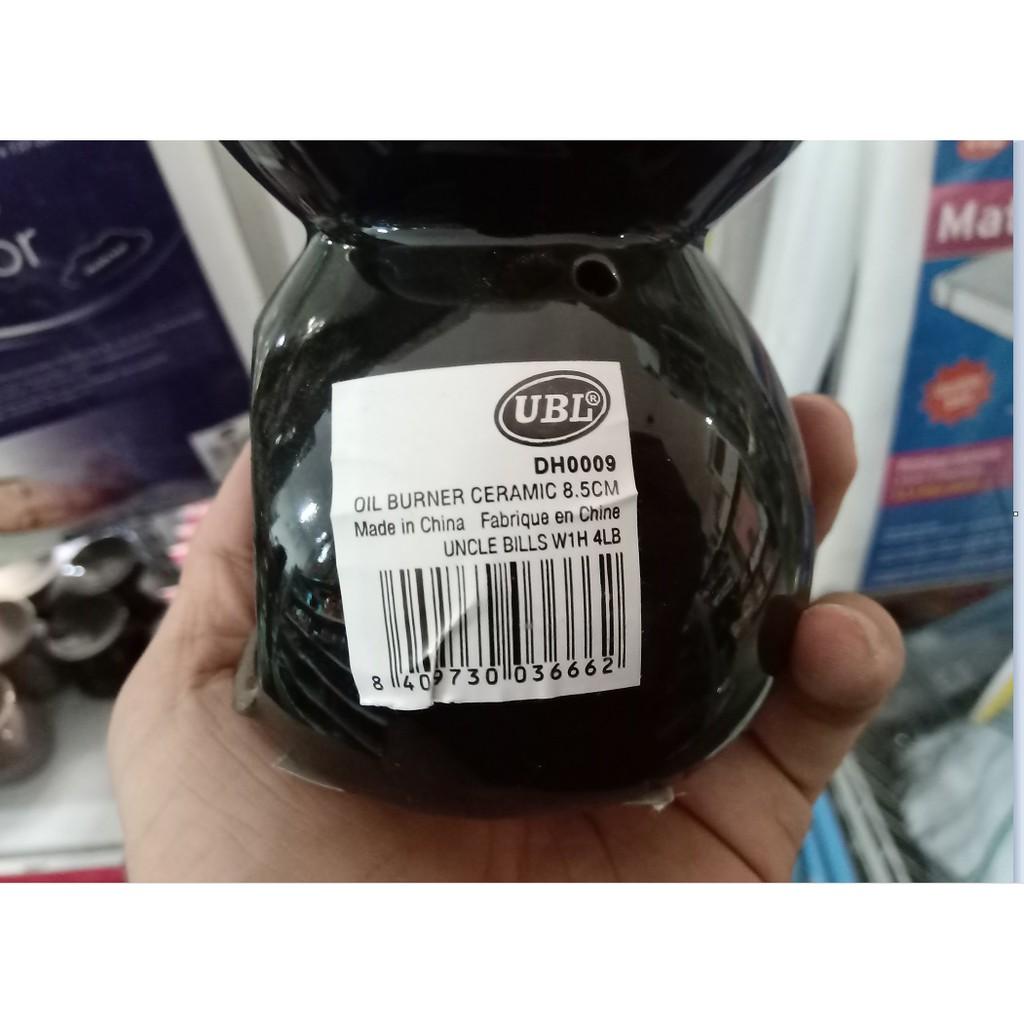 or
Mat
UBL®
DH0009
OIL BURNER CERAMIC 8.5CM
Made in China Fabrique en Chine
UNCLE BILLS W1H 4LB
8 409730 036662